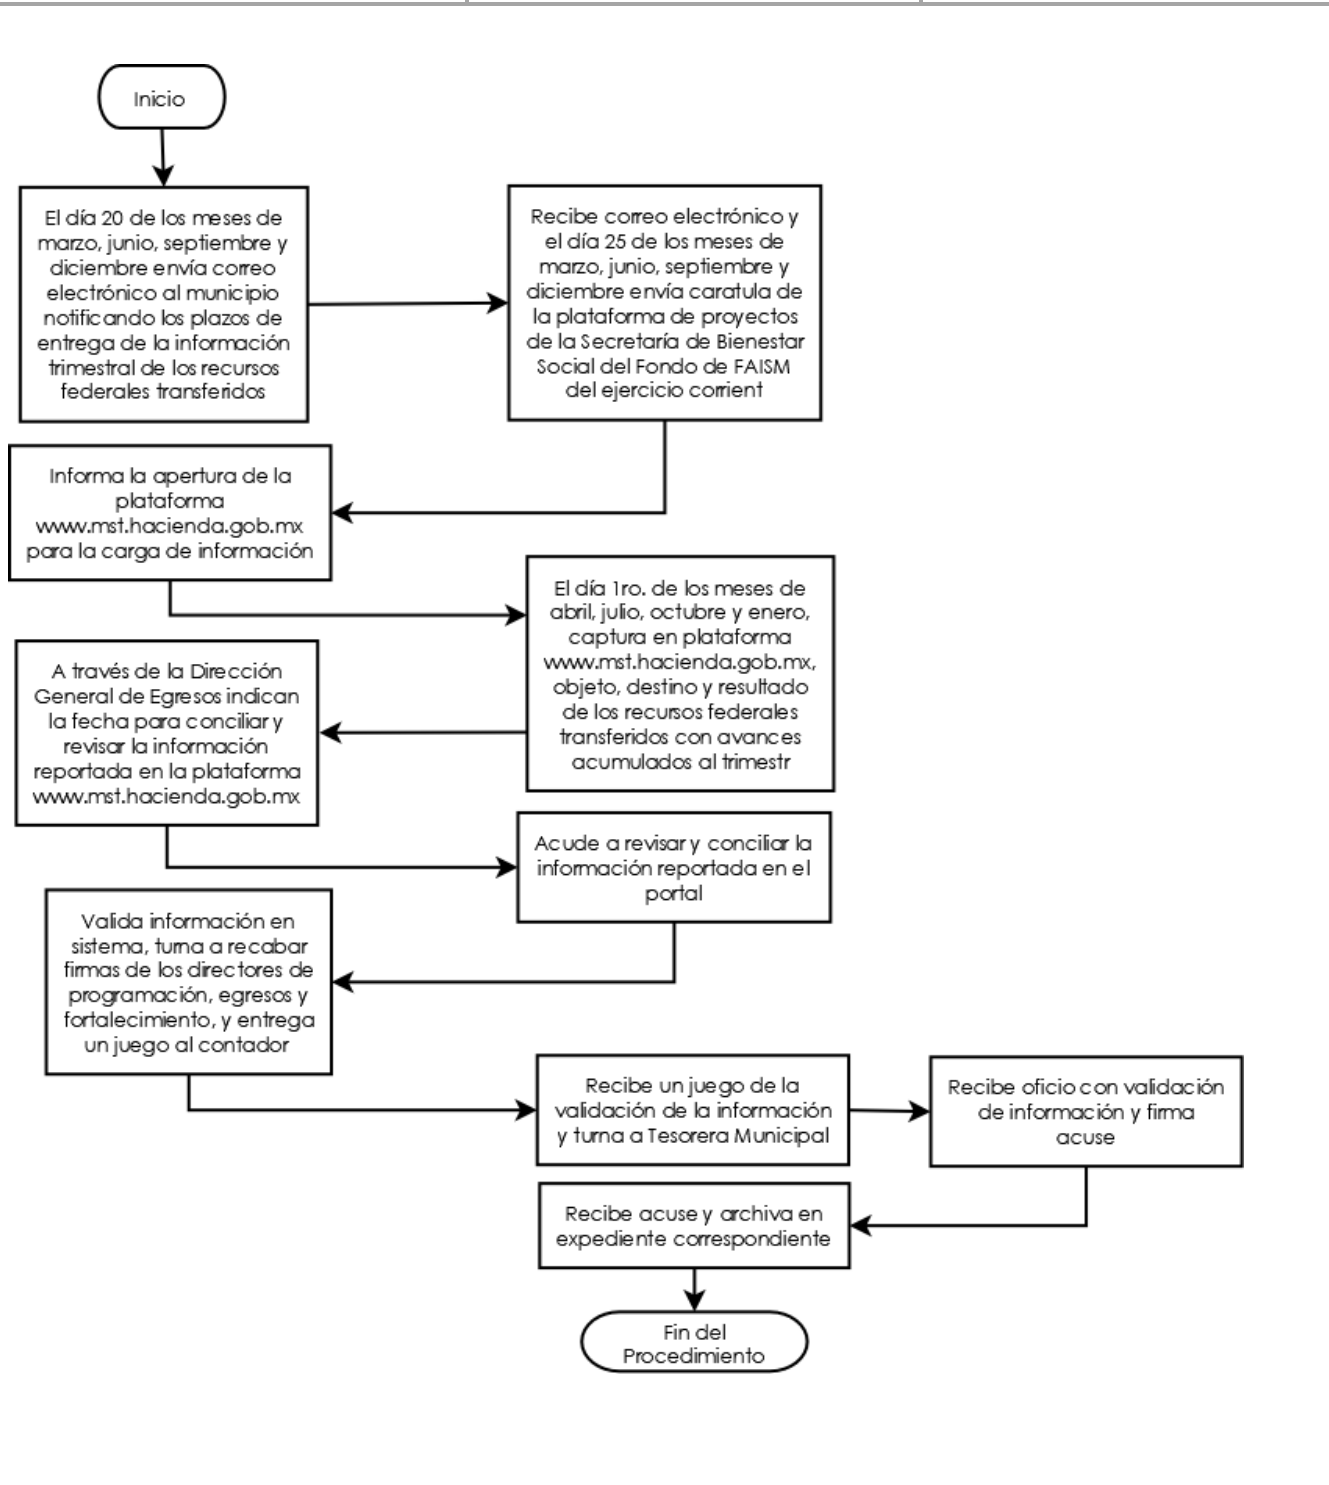 Inicio
El día 20 de los meses de
marzo, junio, septiembre y
diciembre envía correo
electrónico al municipio
notificando los plazos de
entrega de la información
trimestral de los recursos
federales transferidos
Recibe correo electrónico y
el día 25 de los meses de
marzo, junio, septiembre y
diciembre envía caratula de
la plataforma de proyectos
de la Secretaría de Bienestar
Social del Fondo de FAISM
del ejercicio corrient
Informa la apertura de la
plataforma
www.mst.hacienda.gob.mx
para la carga de información
El día 1ro. de los meses de
abril, julio, octubre y enero,
captura en plataforma
www.mst.hacienda.gob.mx,
objeto, destino y resultado
de los recursos federales
transferidos con avances
acumulados al trimestr
A través de la Dirección
General de Egresos indican
la fecha para conciliar y
revisar la información
reportada en la plataforma
www.mst.hacienda.gob.mx
Acude a revisar y conciliar la
información reportada en el
portal
Valida información en
sistema, turna a recabar
firmas de los directores de
programación, egresos y
fortalecimiento, y entrega
un juego al contador
Recibe un juego de la
validación de la información
y turna a Tesorera Municipal
Recibe oficio con validación
de información y firma
acuse
Recibe acuse y archiva en
expediente correspondiente
Fin del
Procedimiento